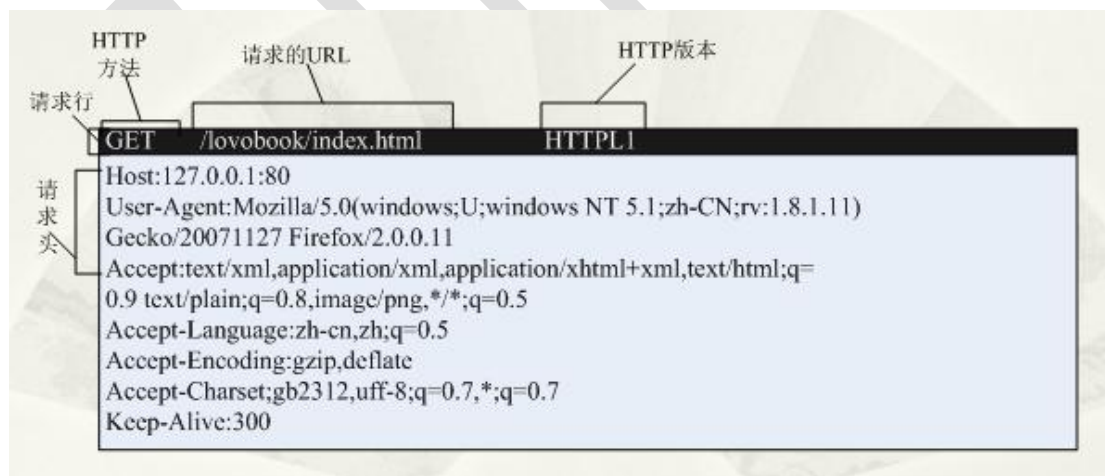 HTTP
方法
请求的URL
HTTP版本
请求行
GET /lovobook/index.html HTTPL1
请求头
Host:127.0.0.1:80
User-Agent:Mozilla/5.0(windows;U;windows NT 5.1;zh-CN;rv:1.8.1.11)
Gecko/20071127 Firefox/2.0.0.11
Accept:text/xml,application/xml,application/xhtml+xml,text/html;q=
0.9 text/plain;q=0.8,image/png,*/*;q=0.5
Accept-Language:zh-cn,zh;q=0.5
Accept-Encoding:gzip,deflate
Accept-Charset;gb2312,uff-8;q=0.7,*;q=0.7
Keep-Alive:300